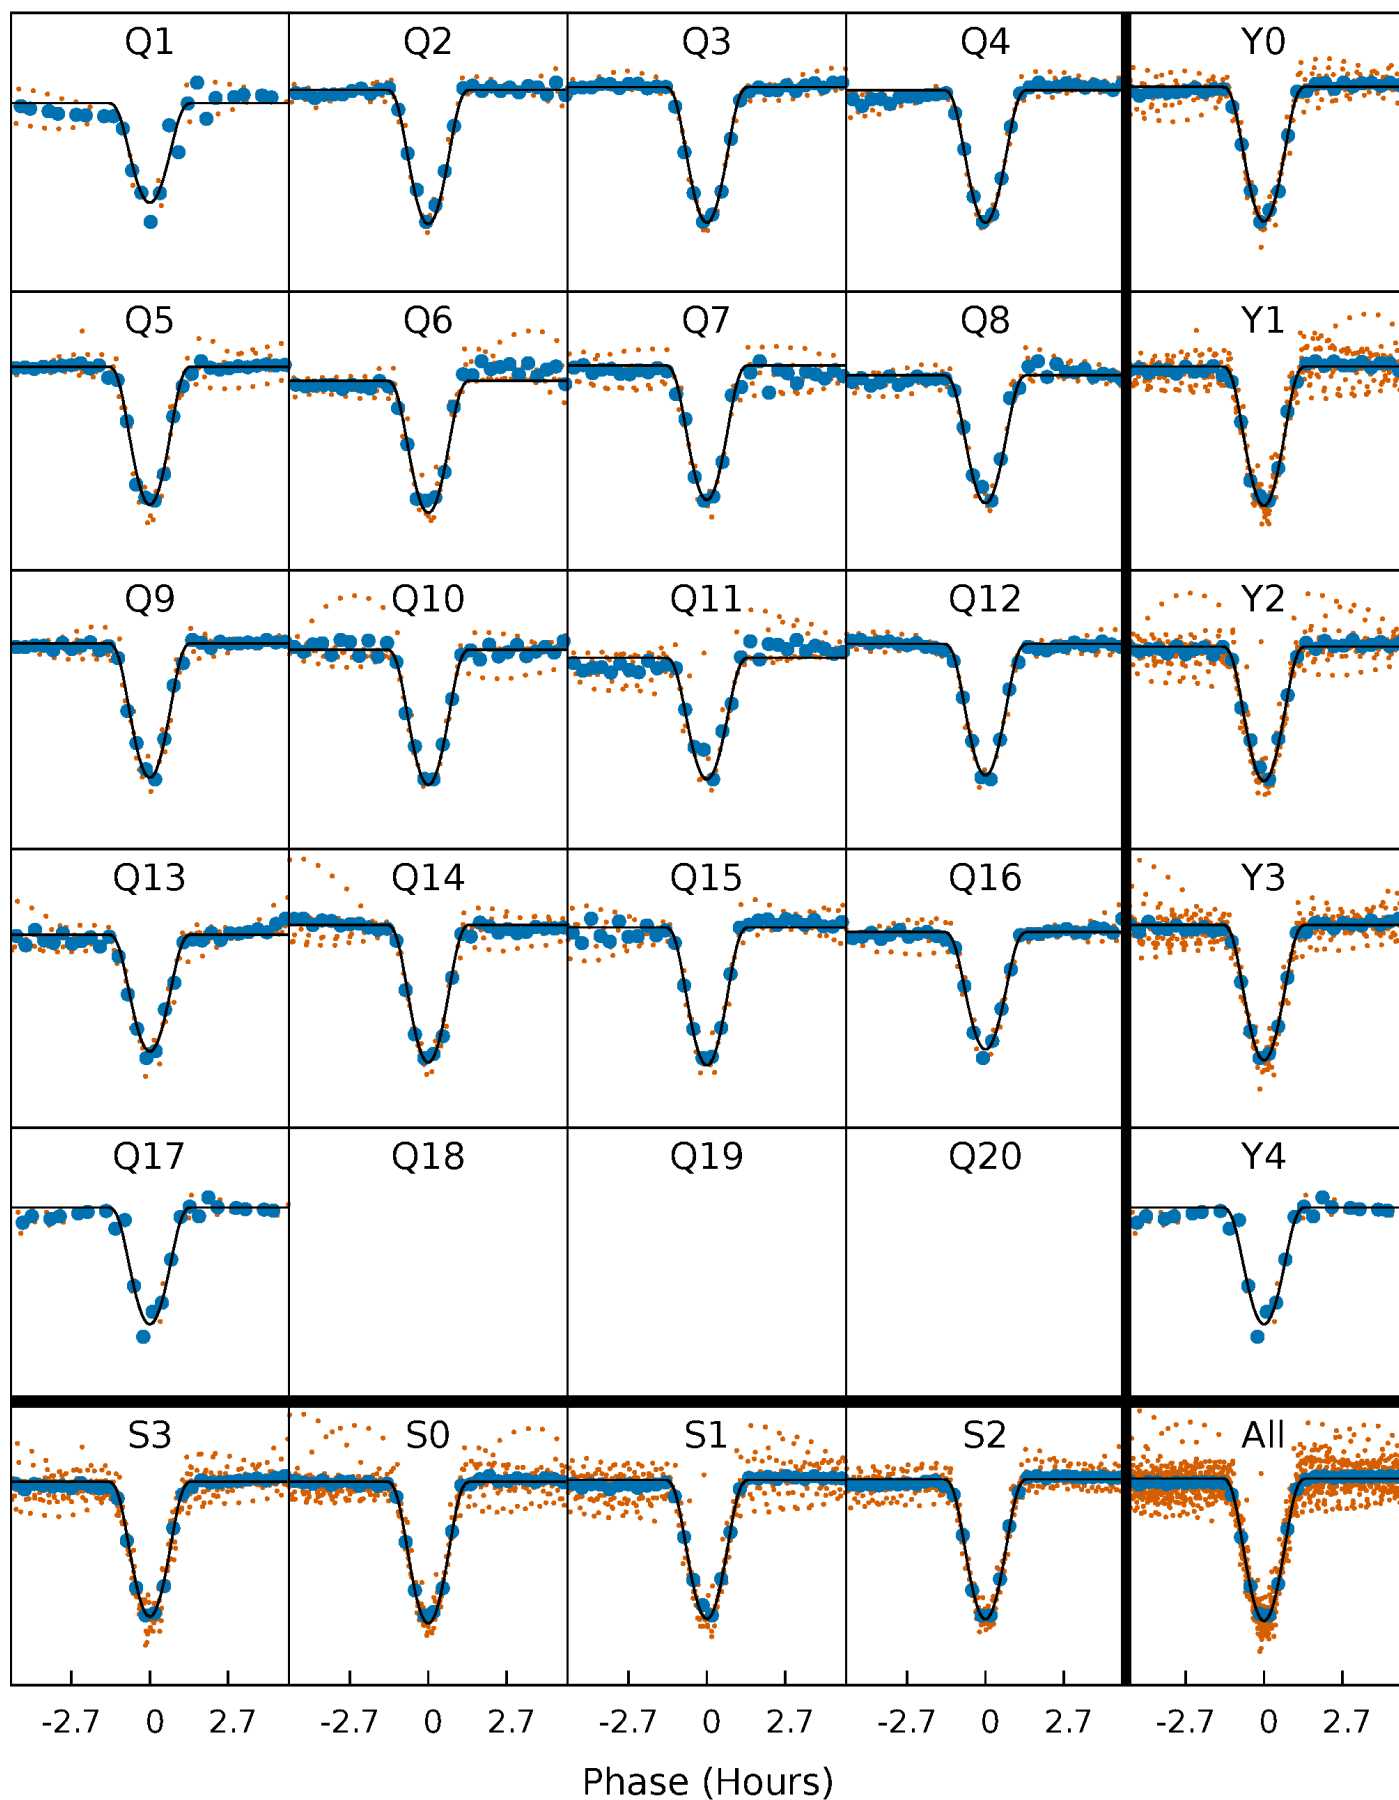 Q1 Q2 Q3 Q4 Y0
Q5 Q6 Q7 Q8 Y1
Q9 Q10 Q11 Q12 Y2
Q13 Q14 Q15 Q16 Y3
Q17 Q18 Q19 Q20 Y4
S3 S0 S1 S2 All
-2.7 0 2.7 -2.7 0 2.7 -2.7 0 2.7 -2.7 0 2.7 -2.7 0 2.7
Phase (Hours)